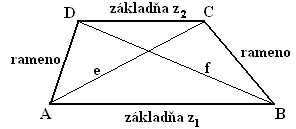 základňa z₂
D
C
rameno
rameno
e
f
A
B
základňa z₁